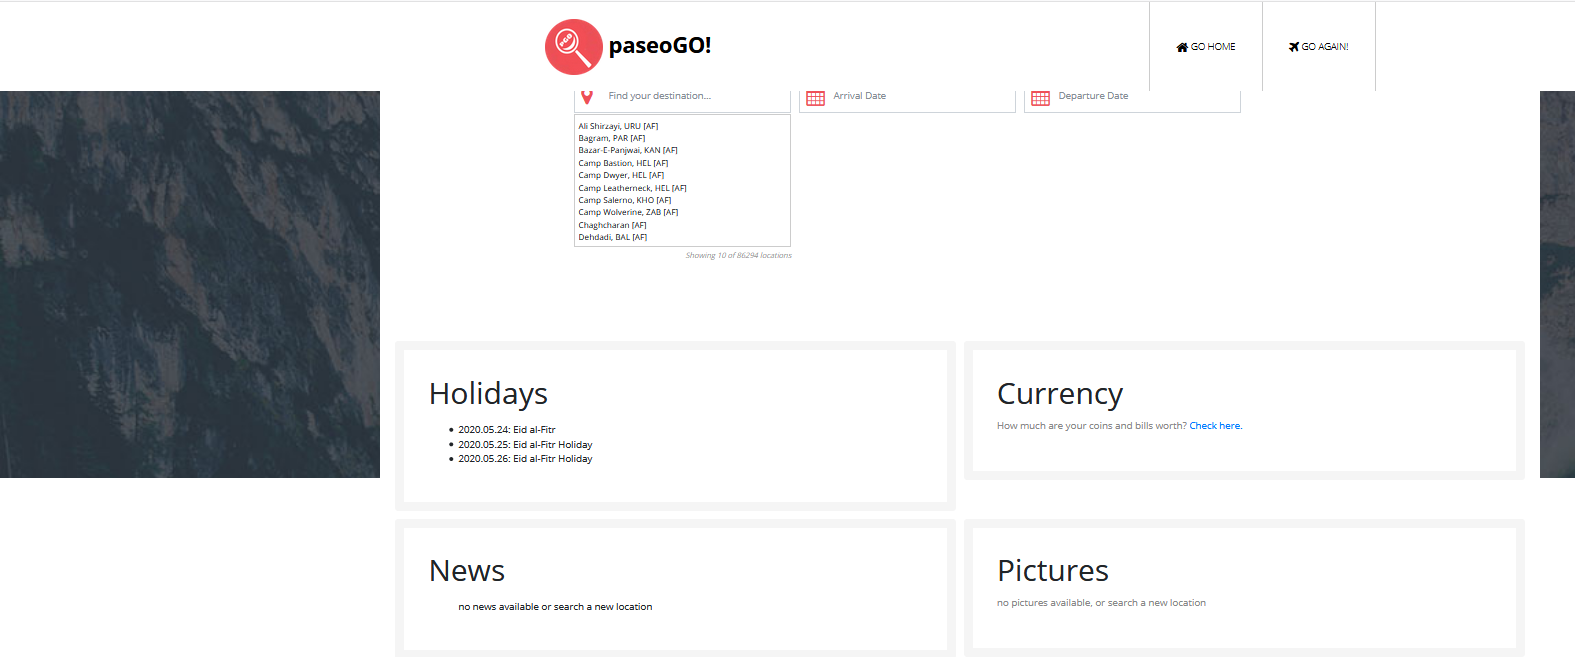 paseoGO!
GO HOME
GO AGAIN!
Find your destination...
Arrival Date
Departure Date
Ali Shirzayi, URU [AF]
Bagram, PAR [AF]
Bazar-E-Panjwai, KAN [AF]
Camp Bastion, HEL [AF]
Camp Dwyer, HEL [AF]
Camp Leatherneck, HEL [AF]
Camp Salerno, KHO [AF]
Camp Wolverine, ZAB [AF]
Chaghcharan [AF]
Dehdadi, BAL [AF]
Showing 10 of 86294 locations
Holidays
• 2020.05.24: Eid al-Fitr
• 2020.05.25: Eid al-Fitr Holiday
• 2020.05.26: Eid al-Fitr Holiday
Currency
How much are your coins and bills worth? Check here.
News
no news available or search a new location
Pictures
no pictures available, or search a new location